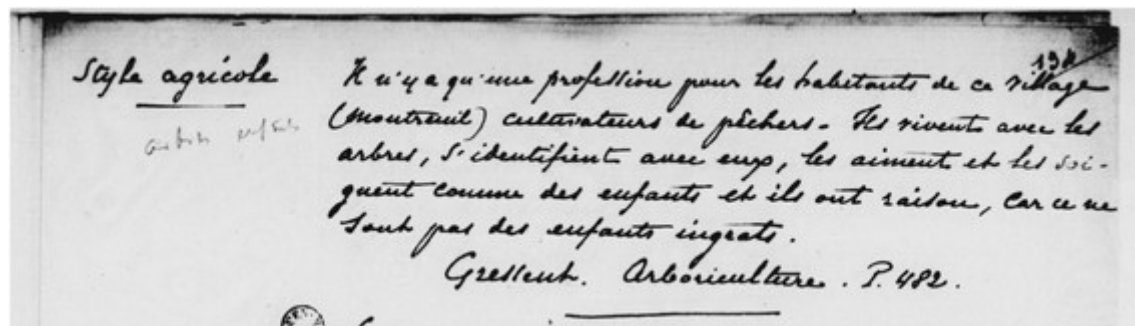 138
Style agricole
Il n'y a qu'une profession pour les habitants de ce village
(Montreuil) cultivateurs de pêchers. Ils vivent avec les
arbres, s'identifient avec eux, les aiment et les soi-
gnent comme des enfants et ils ont raison, car ce ne
sont pas des enfants ingrats.
Gressent. Arboriculture. P. 482.